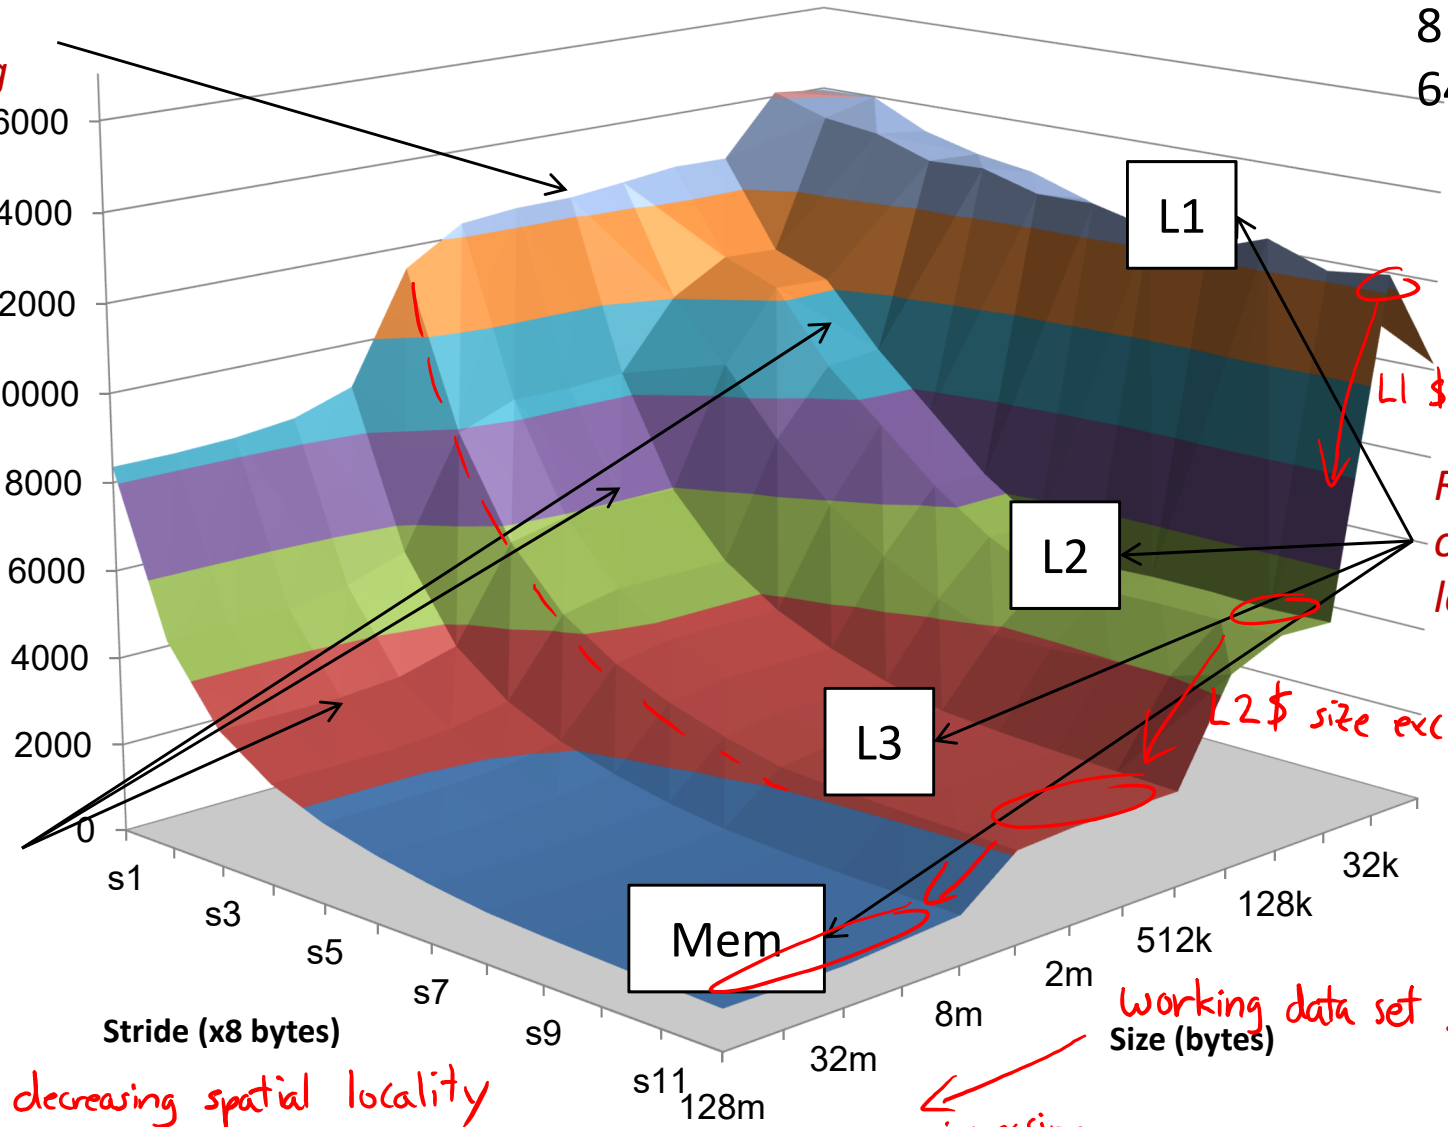 8
6000
4000
2000
0000
8000
6000
4000
2000
0
L1
L1 $
L2
L2$ size exc
L3
Mem
s1
s3
s5
s7
s9
s11
128m
32m
8m
2m
512k
128k
32k
Stride (x8 bytes)
Size (bytes)
working data set
decreasing spatial locality